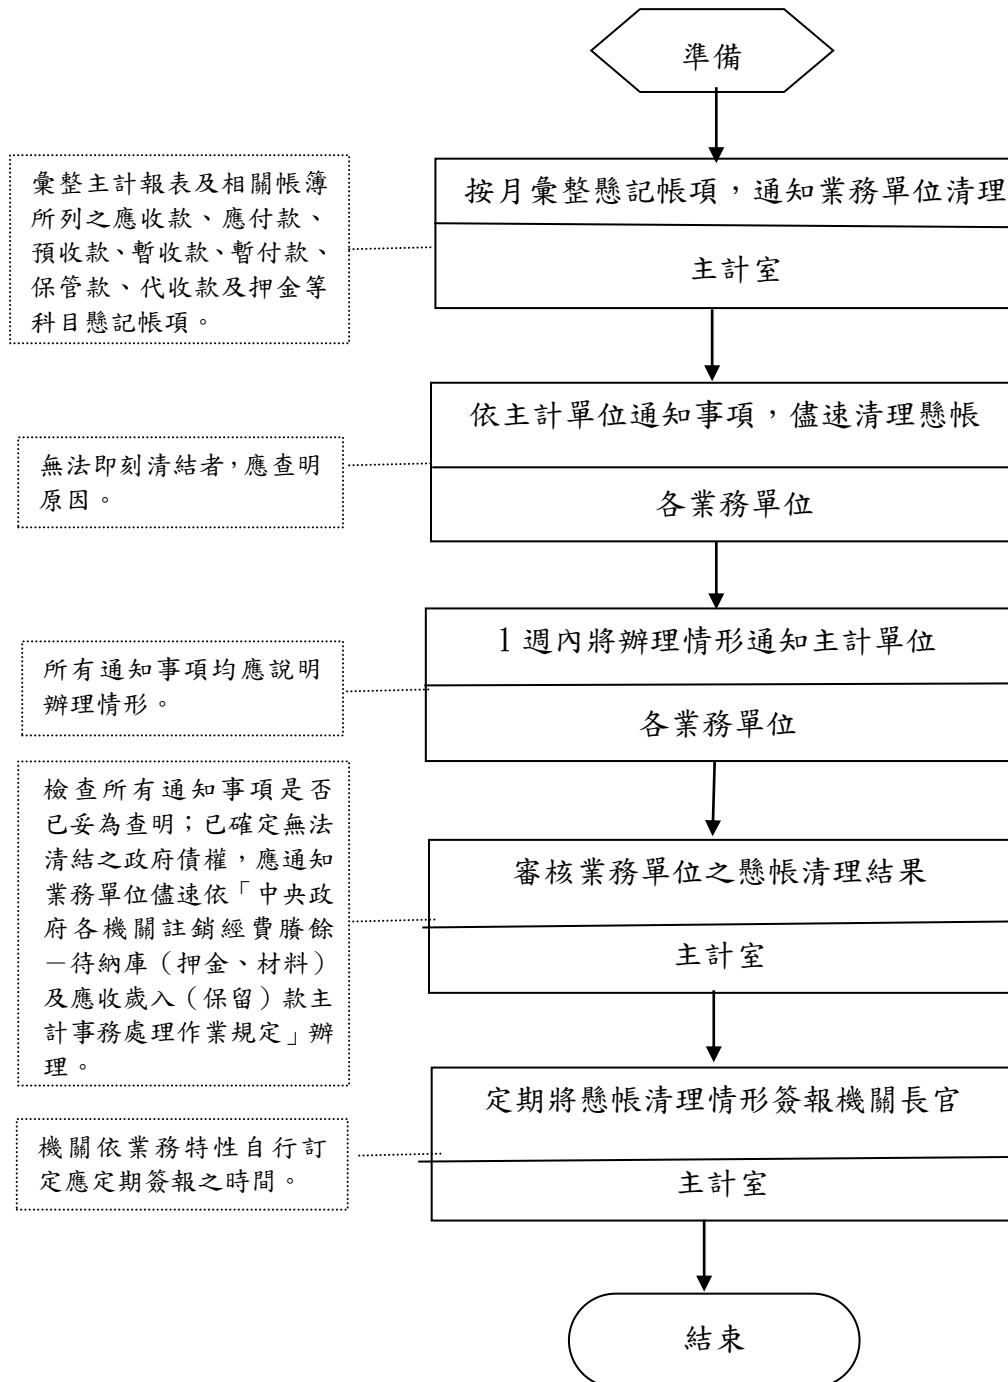 準備
按月彙整懸記帳項，通知業務單位清理
主計室
彙整主計報表及相關帳簿
所列之應收款、應付款、
預收款、暫收款、暫付款、
保管款、代收款及押金等
科目懸記帳項。
依主計單位通知事項，儘速清理懸帳
各業務單位
無法即刻清結者，應查明
原因。
1 週內將辦理情形通知主計單位
各業務單位
所有通知事項均應說明
辦理情形。
審核業務單位之懸帳清理結果
主計室
檢查所有通知事項是否
已妥為查明；已確定無法
清結之政府債權，應通知
業務單位儘速依「中央政
府各機關註銷經費賸餘
－待納庫（押金、材料）
及應收歲入（保留）款主
計事務處理作業規定」辦
理。
定期將懸帳清理情形簽報機關長官
主計室
機關依業務特性自行訂
定應定期簽報之時間。
結束